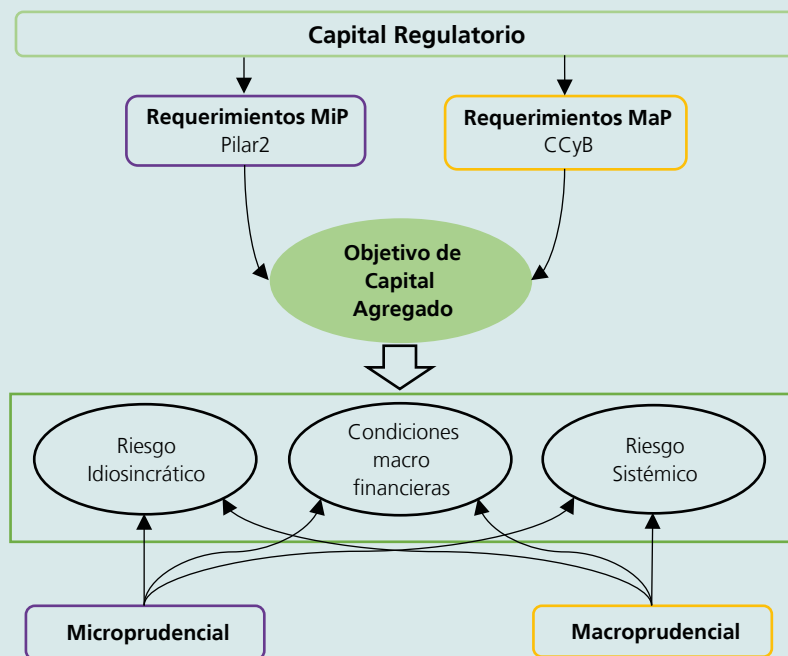 Capital Regulatorio
Requerimientos MiP
Pilar2
Requerimientos MaP
CCyB
Objetivo de
Capital
Agregado
Riesgo
Idiosincrático
Condiciones
macro
financieras
Riesgo
Sistémico
Microprudencial
Macroprudencial